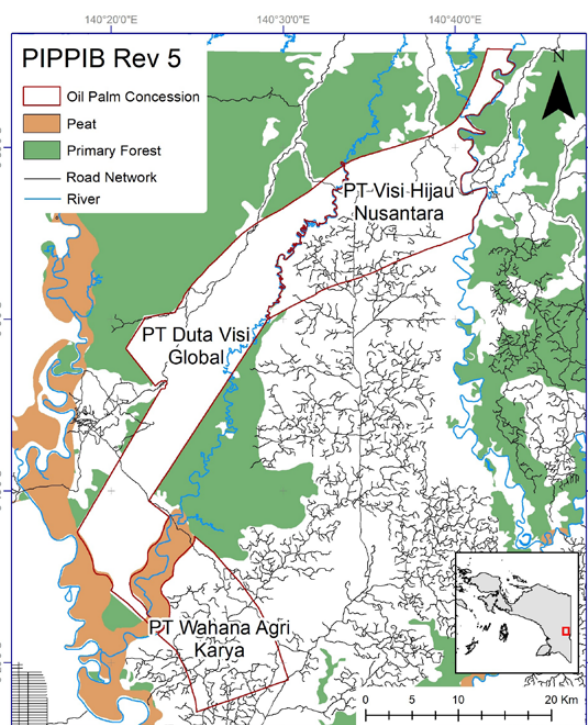 140°20'0"E
140°30'0"E
140°40'0"E
PIPPIB Rev 5
Oil Palm Concession
Peat
Primary Forest
Road Network
River
N
PT Visi Hijau
Nusantara
PT Duta Visi
Global
PT Wahana Agri
Karya
0
5
10
20 Km